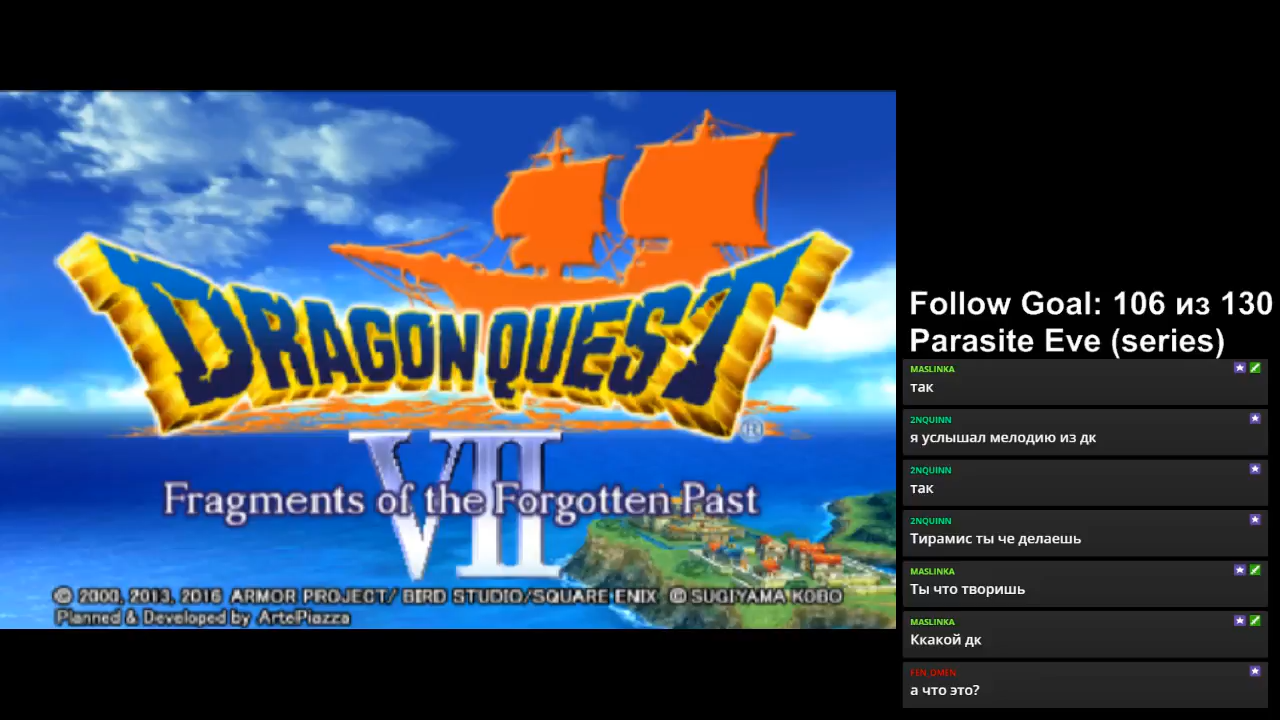 DRAGON QUEST
®
VII
Fragments of the Forgotten Past
© 2000, 2013, 2016 ARMOR PROJECT/ BIRD STUDIO/SQUARE ENIX © SUGIYAMA KOBO
Planned & Developed by ArtePiazza
Follow Goal: 106 из 130
Parasite Eve (series)
MASLINKA
так
2NQUINN
я услышал мелодию из дк
2NQUINN
так
2NQUINN
Тирамис ты че делаешь
MASLINKA
Ты что творишь
MASLINKA
Ккакой дк
FEN_OMEN
а что это?